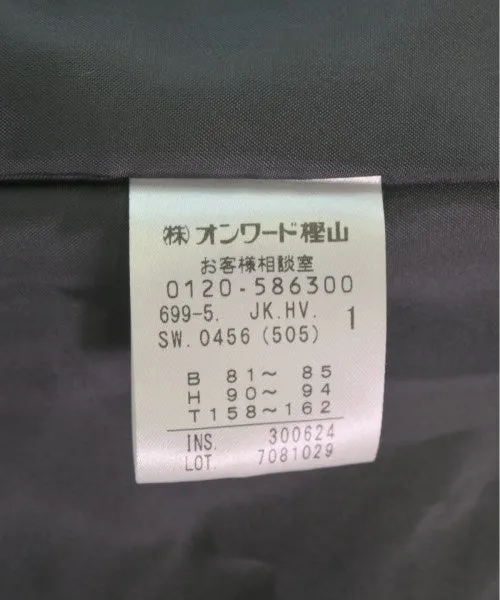 ㈱オンワード樫山
お客様相談室
0120-586300
699-5. JK.HV. 1
SW.0456(505)
B 81～ 85
H 90～ 94
T158～162
INS. 300624
LOT. 7081029